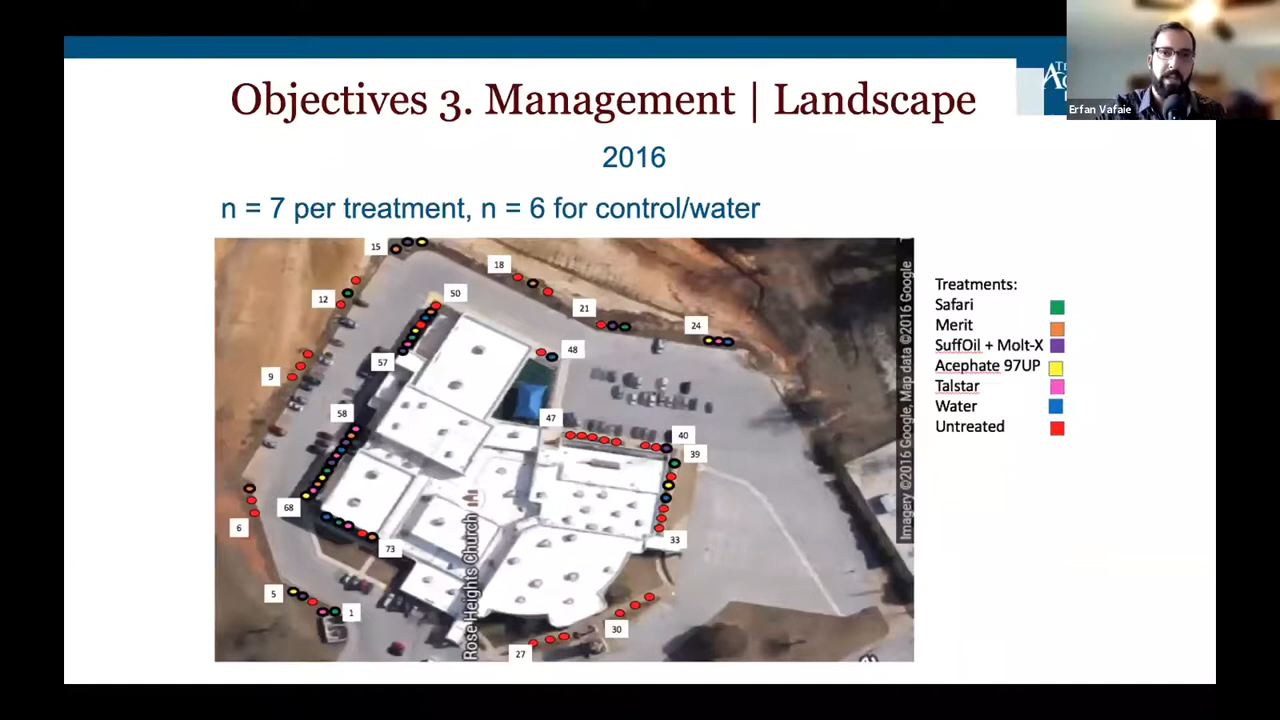 Objectives 3. Management | Landscape
2016
n = 7 per treatment, n = 6 for control/water
Erfan Vafaie
15
18
12
50
21
24
57
48
9
58
47
40
39
68
6
33
73
5
1
30
27
Rose Heights Church
Imagery ©2016 Google, Map data ©2016 Google
Treatments:
Safari
Merit
SuffOil + Molt-X
Acephate 97UP
Talstar
Water
Untreated